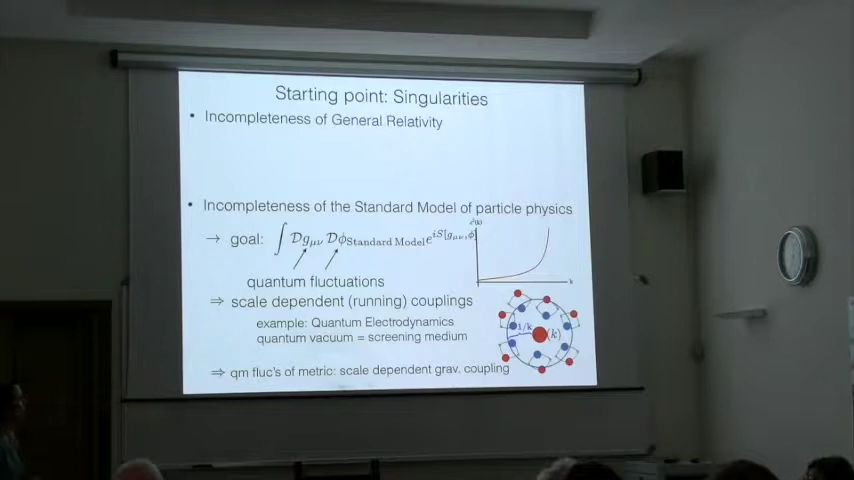 Starting point: Singularities
• Incompleteness of General Relativity
• Incompleteness of the Standard Model of particle physics
→ goal: ∫ 𝒟g_μν 𝒟ϕ_Standard Model e^{iS[g_μν, ϕ]}
quantum fluctuations
⇒ scale dependent (running) couplings
example: Quantum Electrodynamics
quantum vacuum = screening medium
1/k
(k)
⇒ qm fluc's of metric: scale dependent grav. coupling